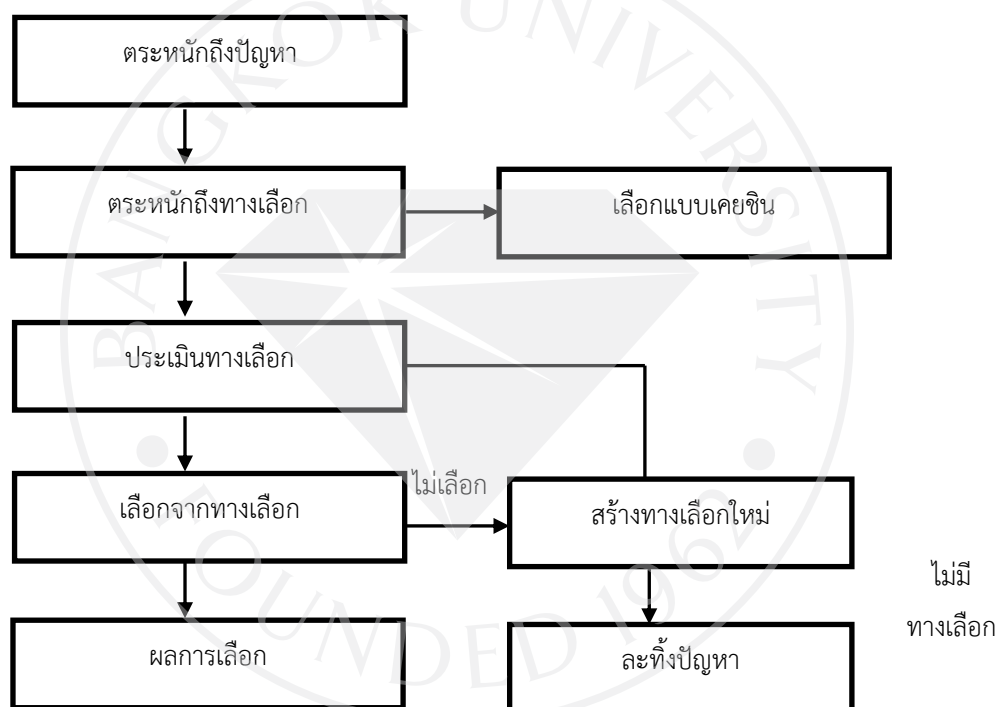 BANGKOK UNIVERSITY
ตระหนักถึงปัญหา
ตระหนักถึงทางเลือก
เลือกแบบเคยชิน
ประเมินทางเลือก
เลือกจากทางเลือก
ไม่เลือก
สร้างทางเลือกใหม่
ไม่มี
ทางเลือก
ผลการเลือก
ละทิ้งปัญหา
FOUNDED 1962